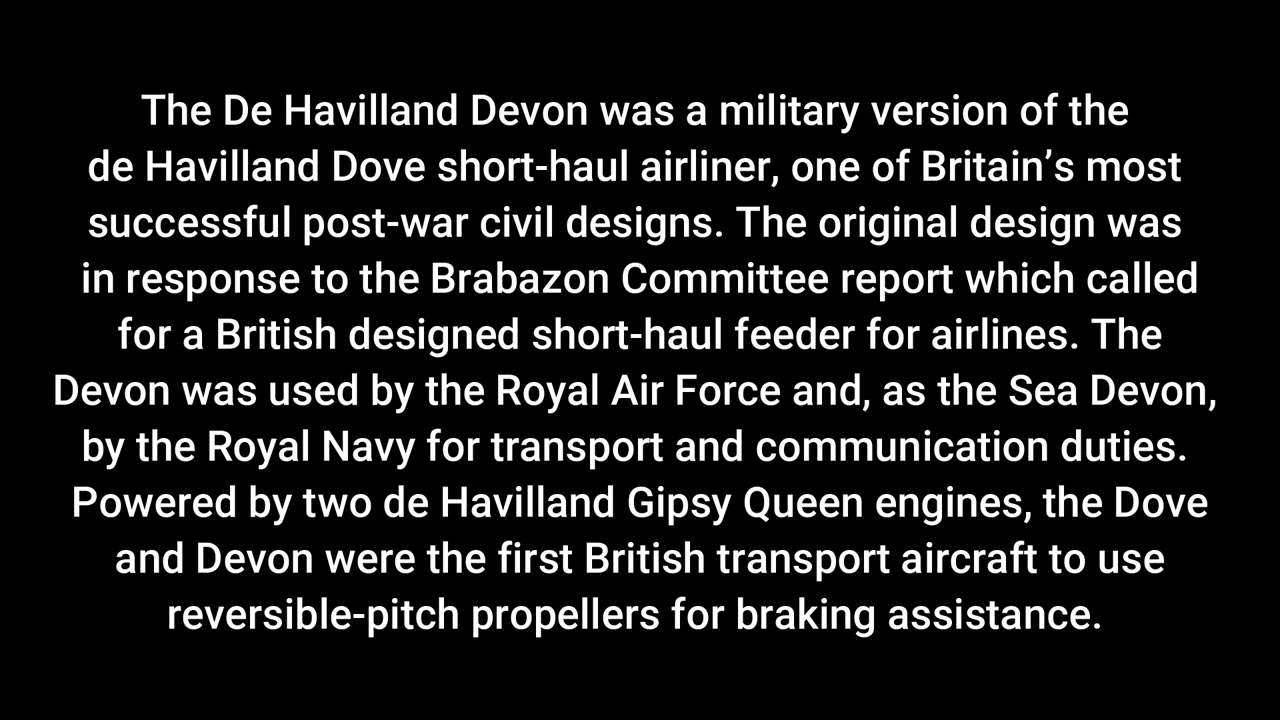 The De Havilland Devon was a military version of the
de Havilland Dove short-haul airliner, one of Britain’s most
successful post-war civil designs. The original design was
in response to the Brabazon Committee report which called
for a British designed short-haul feeder for airlines. The
Devon was used by the Royal Air Force and, as the Sea Devon,
by the Royal Navy for transport and communication duties.
Powered by two de Havilland Gipsy Queen engines, the Dove
and Devon were the first British transport aircraft to use
reversible-pitch propellers for braking assistance.